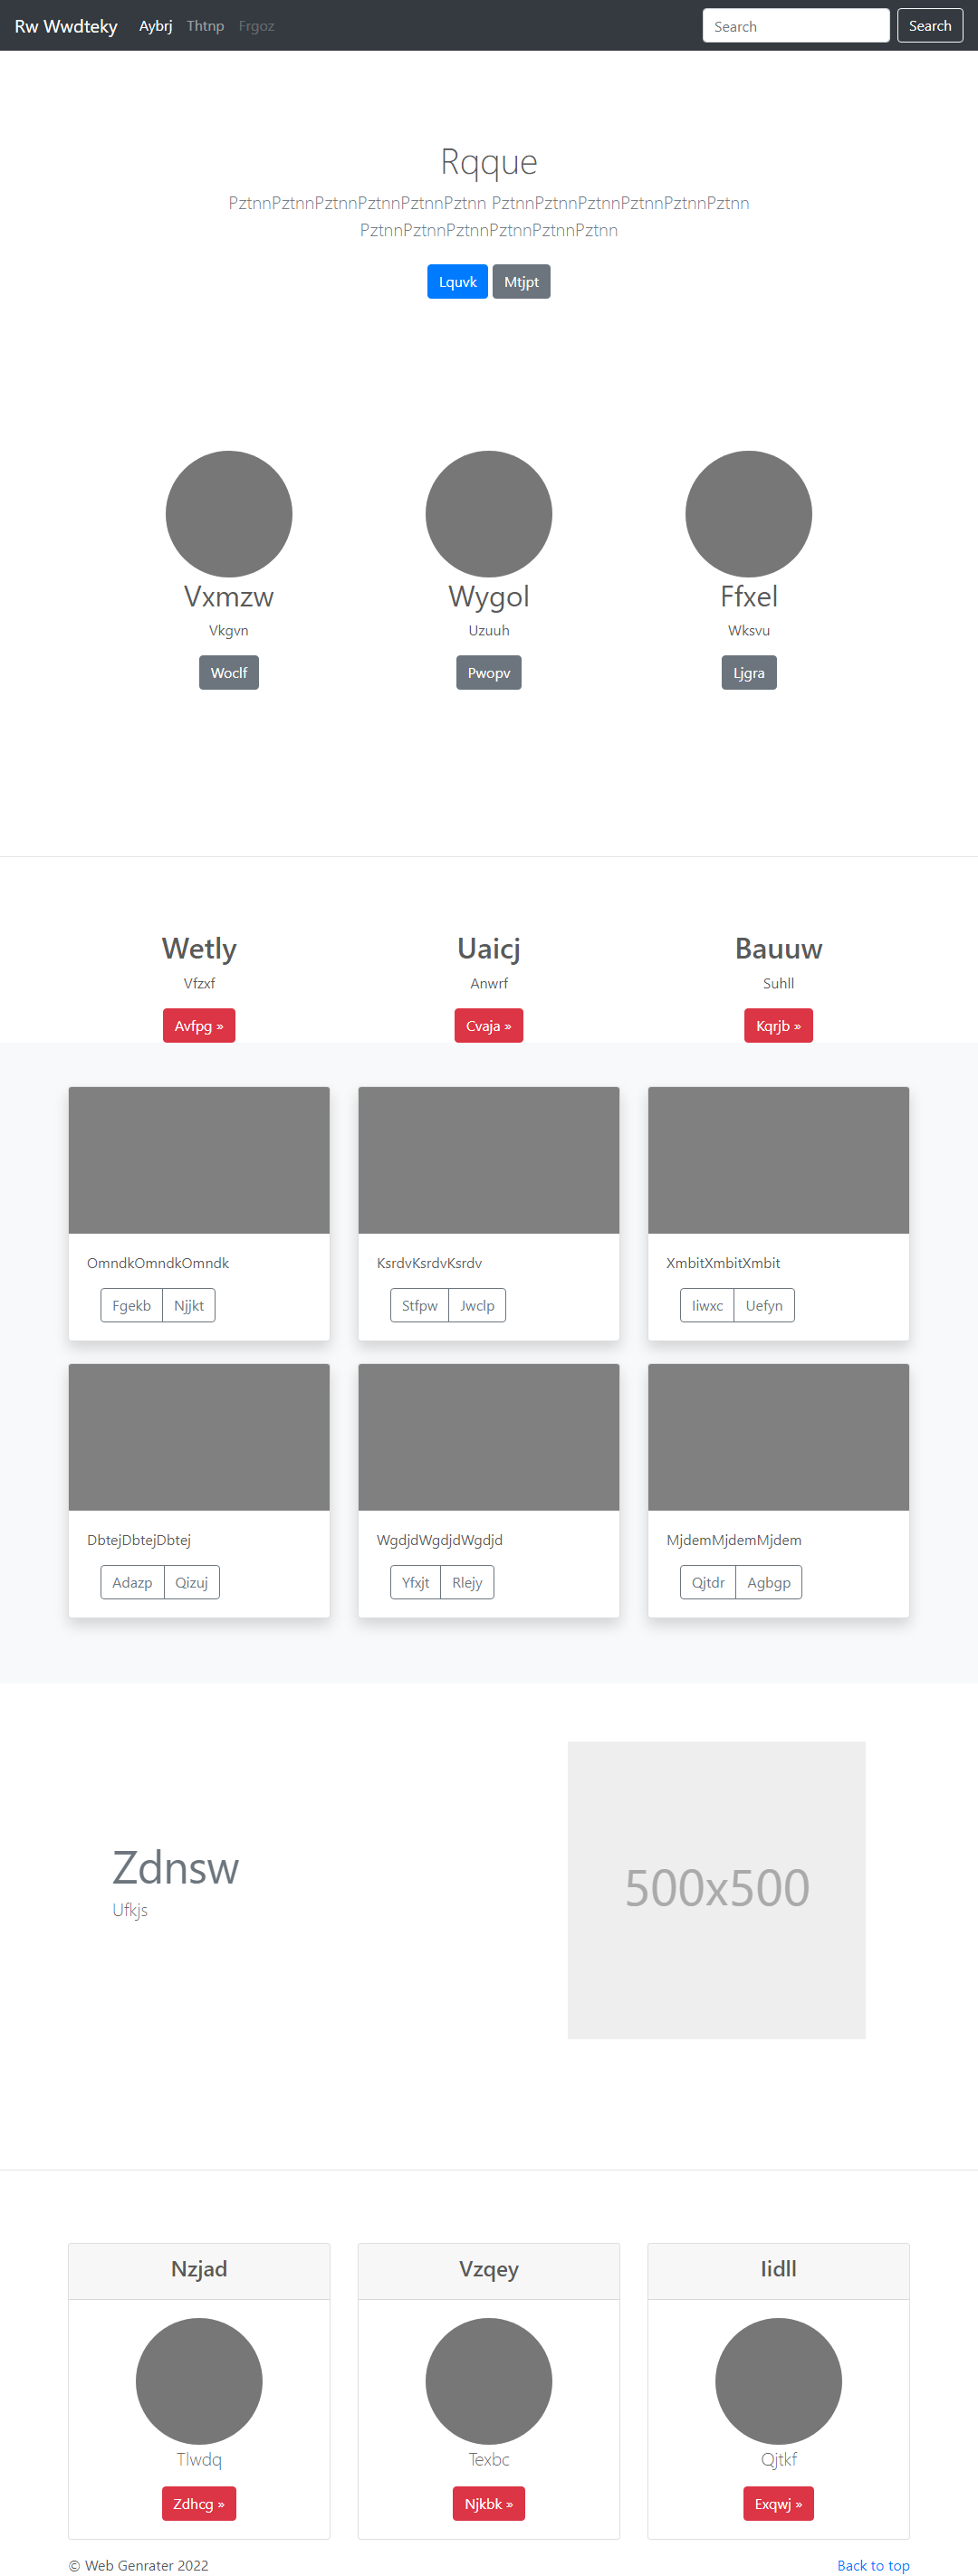 Rw Wwdteky Aybrj Thtnp Frgoz Search Search
Rqque
PztnnPztnnPztnnPztnnPztnnPztnn PztnnPztnnPztnnPztnnPztnnPztnn
PztnnPztnnPztnnPztnnPztnnPztnn
Lquvk Mtjpt
Vxmzw Wygol Ffxel
Vkgvn Uzuuh Wksvu
Woclf Pwopv Ljgra
Wetly Uaicj Bauuw
Vfzxf Anwrf Suhll
Avfpg » Cvaja » Kqrjb »
OmndkOmndkOmndk KsrdvKsrdvKsrdv XmbitXmbitXmbit
Fgekb Njjkt Stfpw Jwclp Iiwxc Uefyn
DbtejDbtejDbtej WgdjdWgdjdWgdjd MjdemMjdemMjdem
Adazp Qizuj Yfxjt Rlejy Qjtdr Agbgp
Zdnsw
Ufkjs
500x500
Nzjad Vzqey Iidll
Tlwdq Texbc Qjtkf
Zdhcg » Njkbk » Exqwj »
© Web Genrater 2022 Back to top